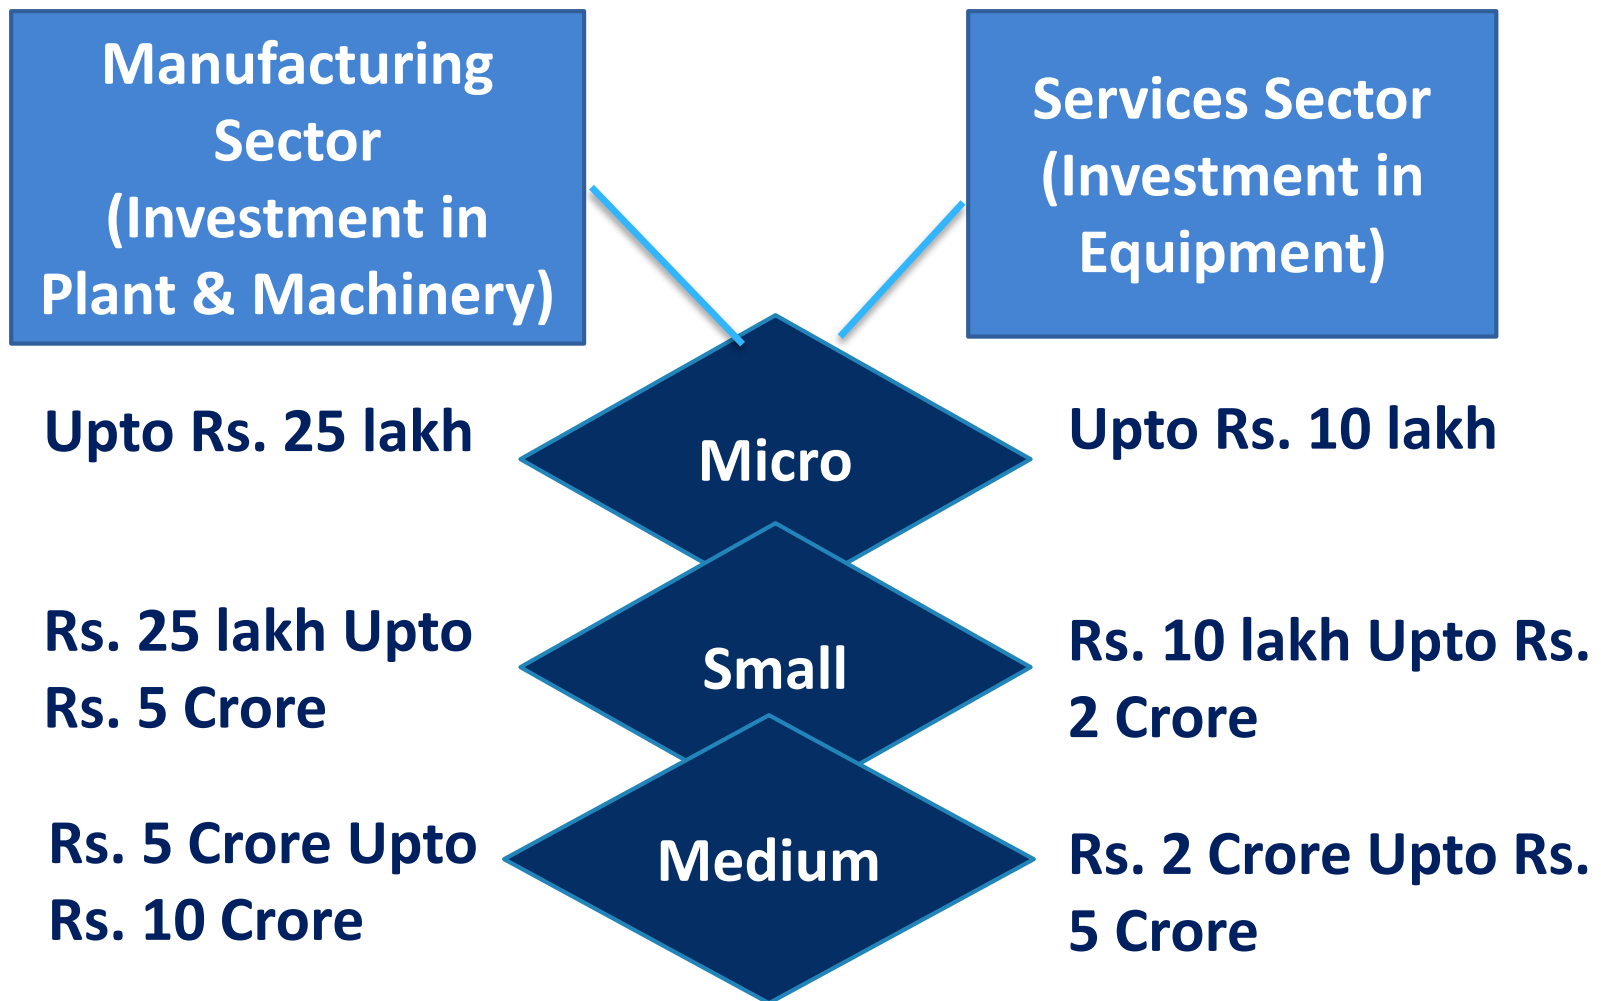 Manufacturing
Sector
(Investment in
Plant & Machinery)
Services Sector
(Investment in
Equipment)
Upto Rs. 25 lakh
Micro
Upto Rs. 10 lakh
Rs. 25 lakh Upto
Rs. 5 Crore
Small
Rs. 10 lakh Upto Rs.
2 Crore
Rs. 5 Crore Upto
Rs. 10 Crore
Medium
Rs. 2 Crore Upto Rs.
5 Crore